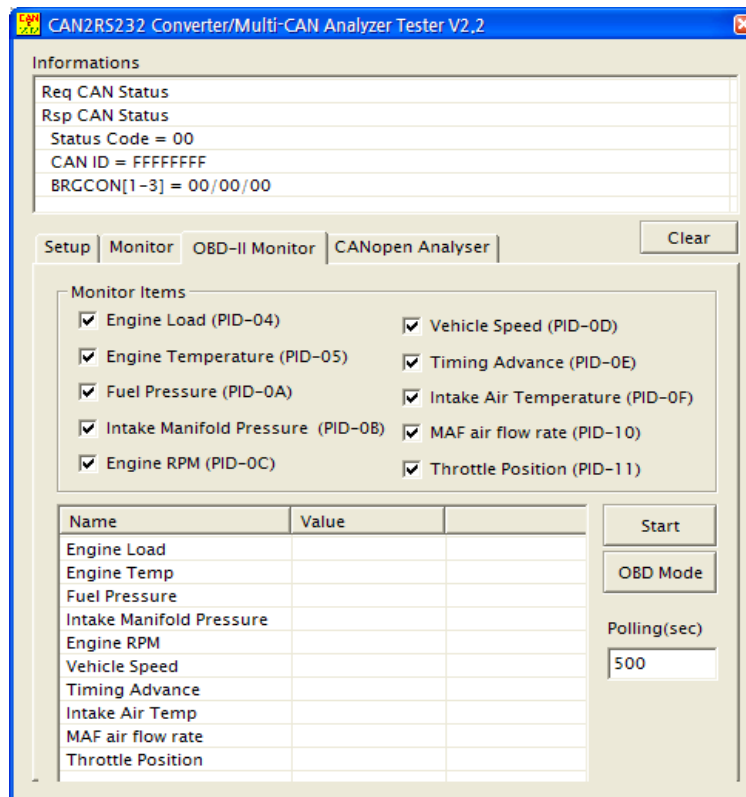 CAN2RS232 Converter/Multi-CAN Analyzer Tester V2,2
Informations
Req CAN Status
Rsp CAN Status
Status Code = 00
CAN ID = FFFFFFFF
BRGCON[1-3] = 00/00/00
Clear
Setup
Monitor
OBD-II Monitor
CANopen Analyser
Monitor Items
Engine Load (PID-04)
Engine Temperature (PID-05)
Fuel Pressure (PID-0A)
Intake Manifold Pressure (PID-0B)
Engine RPM (PID-0C)
Vehicle Speed (PID-0D)
Timing Advance (PID-0E)
Intake Air Temperature (PID-0F)
MAF air flow rate (PID-10)
Throttle Position (PID-11)
Name Value
Engine Load
Engine Temp
Fuel Pressure
Intake Manifold Pressure
Engine RPM
Vehicle Speed
Timing Advance
Intake Air Temp
MAF air flow rate
Throttle Position
Start
OBD Mode
Polling(sec)
500